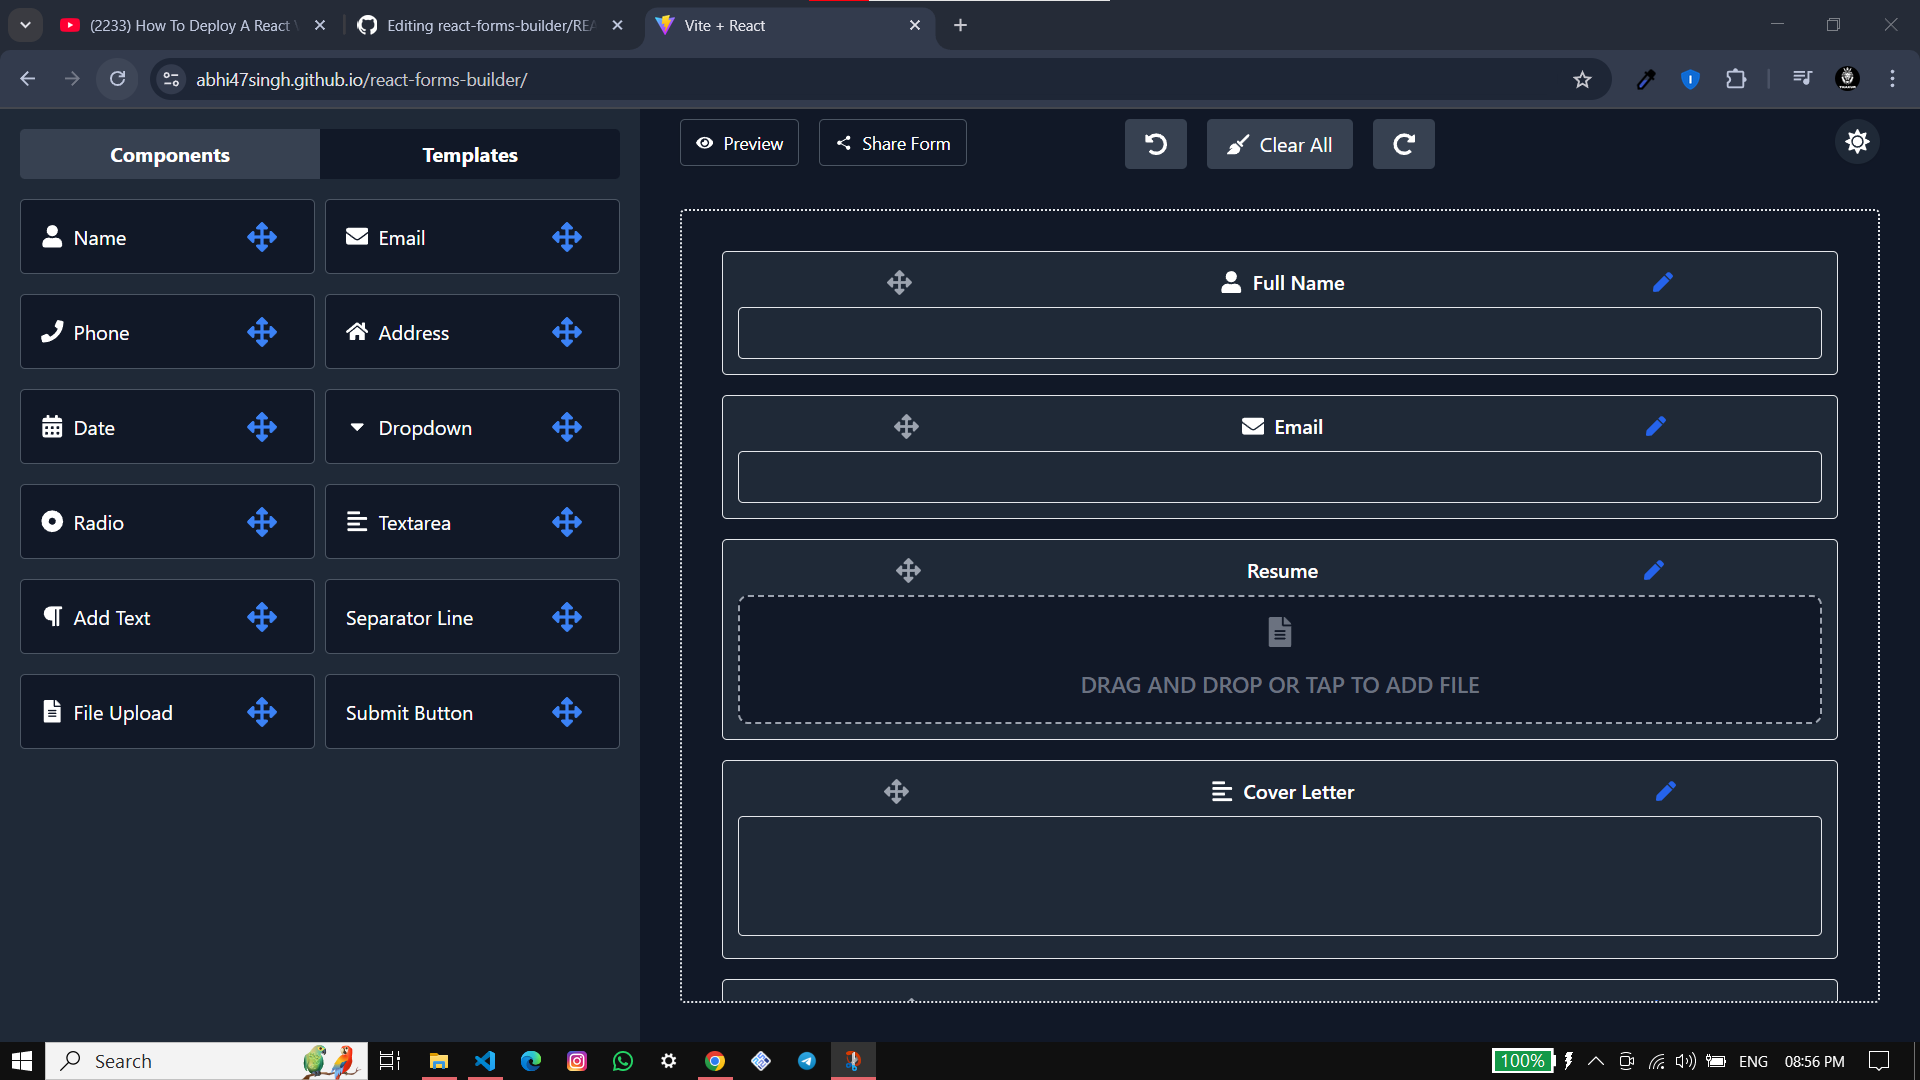 (2233) How To Deploy A React
Editing react-forms-builder/REA
Vite + React
abhi47singh.github.io/react-forms-builder/
Components
Templates
Name
Email
Phone
Address
Date
Dropdown
Radio
Textarea
Add Text
Separator Line
File Upload
Submit Button
Preview
Share Form
Clear All
Full Name
Email
Resume
DRAG AND DROP OR TAP TO ADD FILE
Cover Letter
Search
100%
ENG
08:56 PM